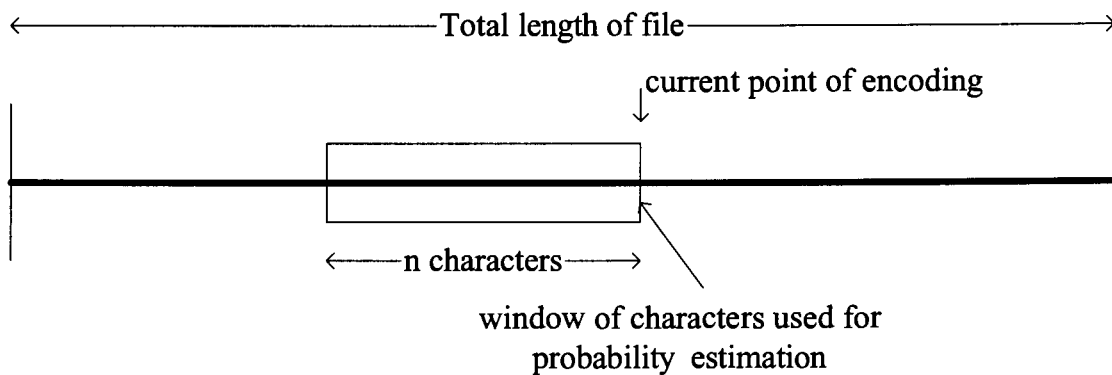 Total length of file
current point of encoding
n characters
window of characters used for
probability estimation